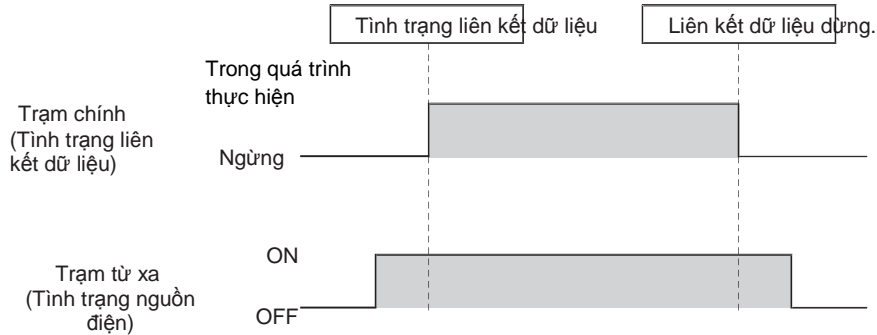 Tình trạng liên kết dữ liệu
Liên kết dữ liệu dừng.
Trong quá trình
thực hiện
Trạm chính
(Tình trạng liên
kết dữ liệu)
Ngừng
ON
Trạm từ xa
(Tình trạng nguồn
điện)
OFF